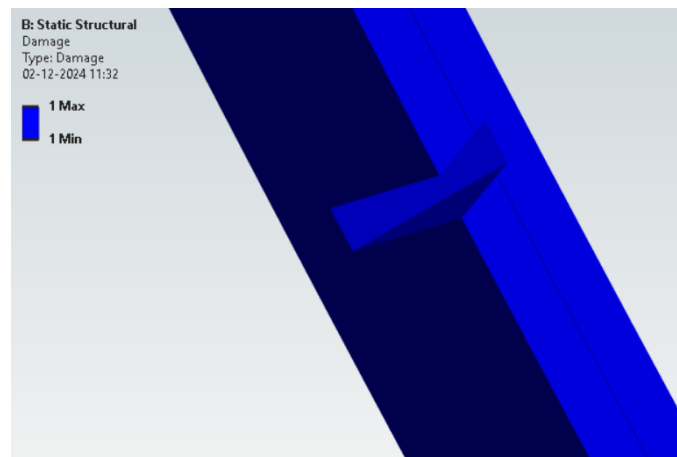 B: Static Structural
Damage
Type: Damage
02-12-2024 11:32
1 Max
1 Min